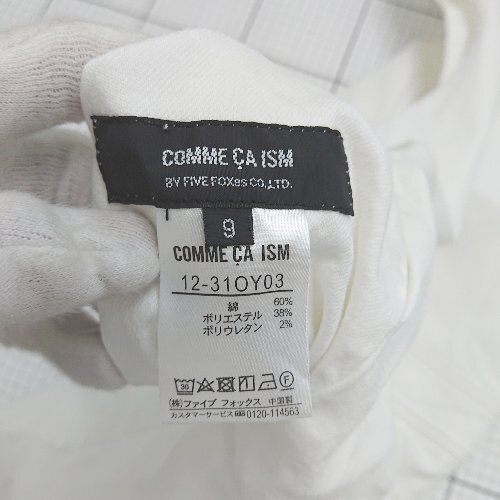 COMME ÇA ISM
BY FIVE FOXes CO.,LTD.
9
COMME ÇA ISM
12-31OY03
綿 60%
ポリエステル 38%
ポリウレタン 2%
30
(株)ファイブ フォックス 中国製
カスタマーサービス 0120-114563